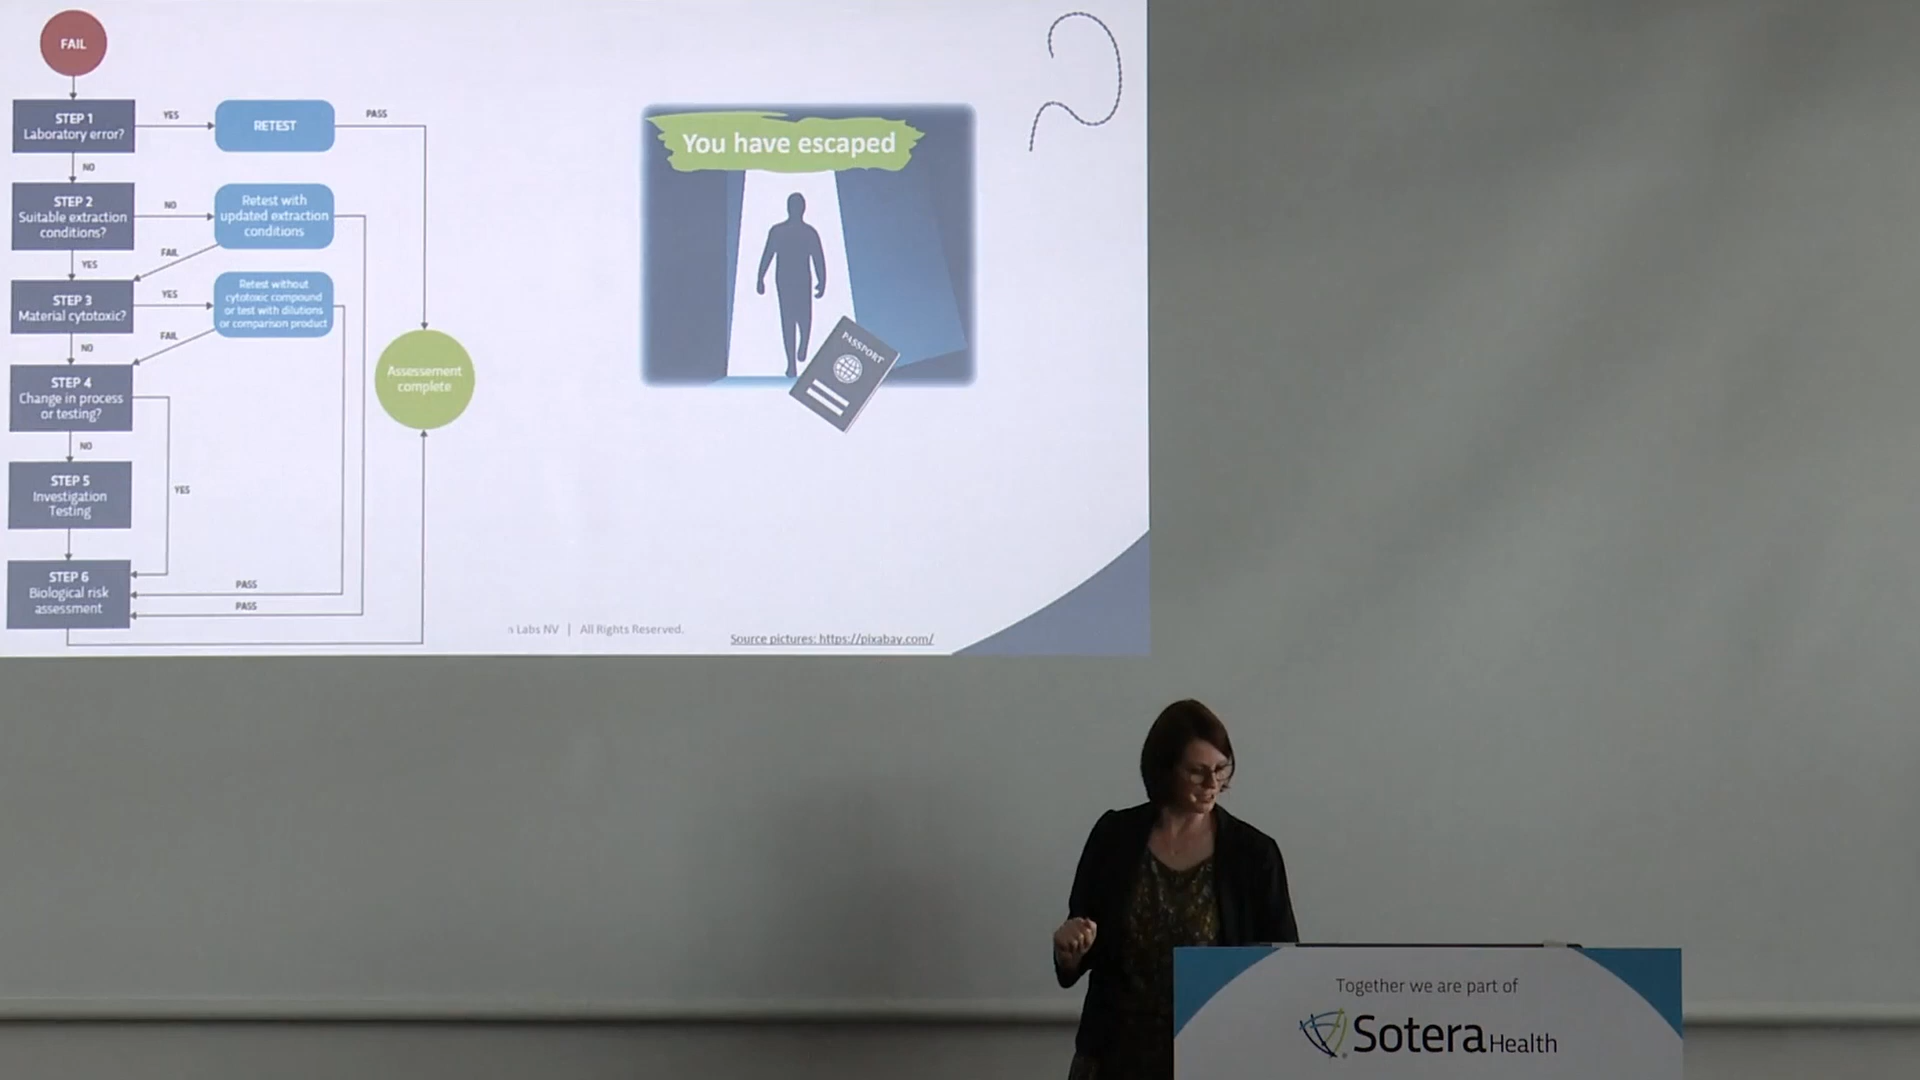 FAIL
STEP 1
Laboratory error?
YES
RETEST
PASS
NO
STEP 2
Suitable extraction
conditions?
NO
Retest with
updated extraction
conditions
FAIL
YES
STEP 3
Material cytotoxic?
YES
Retest without
cytotoxic compound
or test with dilutions
or comparison product
FAIL
NO
STEP 4
Change in process
or testing?
Assessement
complete
NO
STEP 5
Investigation
Testing
YES
STEP 6
Biological risk
assessment
PASS
PASS
You have escaped
PASSPORT
Labs NV | All Rights Reserved.
Source pictures: https://pixabay.com/
Together we are part of
Sotera Health